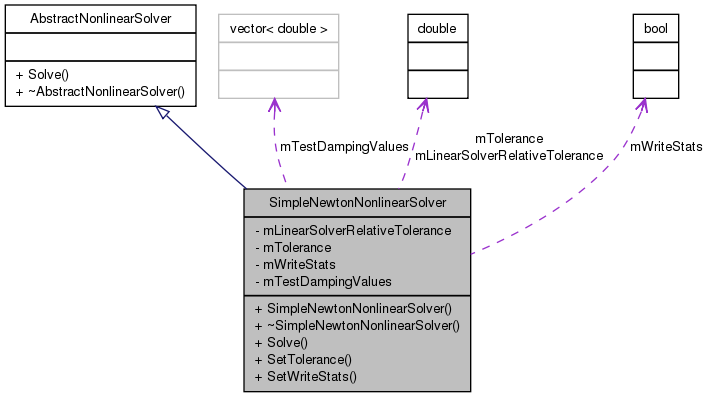 AbstractNonlinearSolver
+ Solve()
+ ~AbstractNonlinearSolver()
vector< double >
double
bool
mTestDampingValues
mTolerance
mLinearSolverRelativeTolerance
mWriteStats
SimpleNewtonNonlinearSolver
- mLinearSolverRelativeTolerance
- mTolerance
- mWriteStats
- mTestDampingValues
+ SimpleNewtonNonlinearSolver()
+ ~SimpleNewtonNonlinearSolver()
+ Solve()
+ SetTolerance()
+ SetWriteStats()